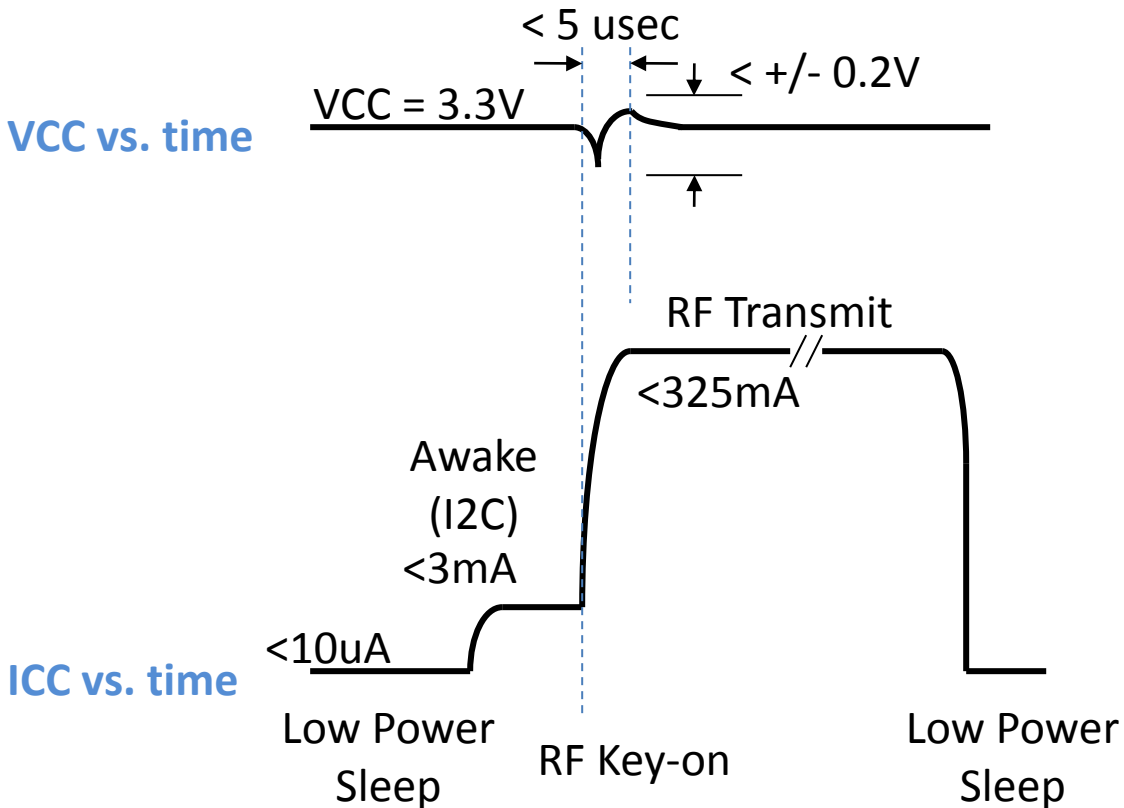 < 5 usec
< +/- 0.2V
VCC = 3.3V
VCC vs. time
RF Transmit
<325mA
Awake
(I2C)
<3mA
<10uA
ICC vs. time
Low Power
Sleep
RF Key-on
Low Power
Sleep